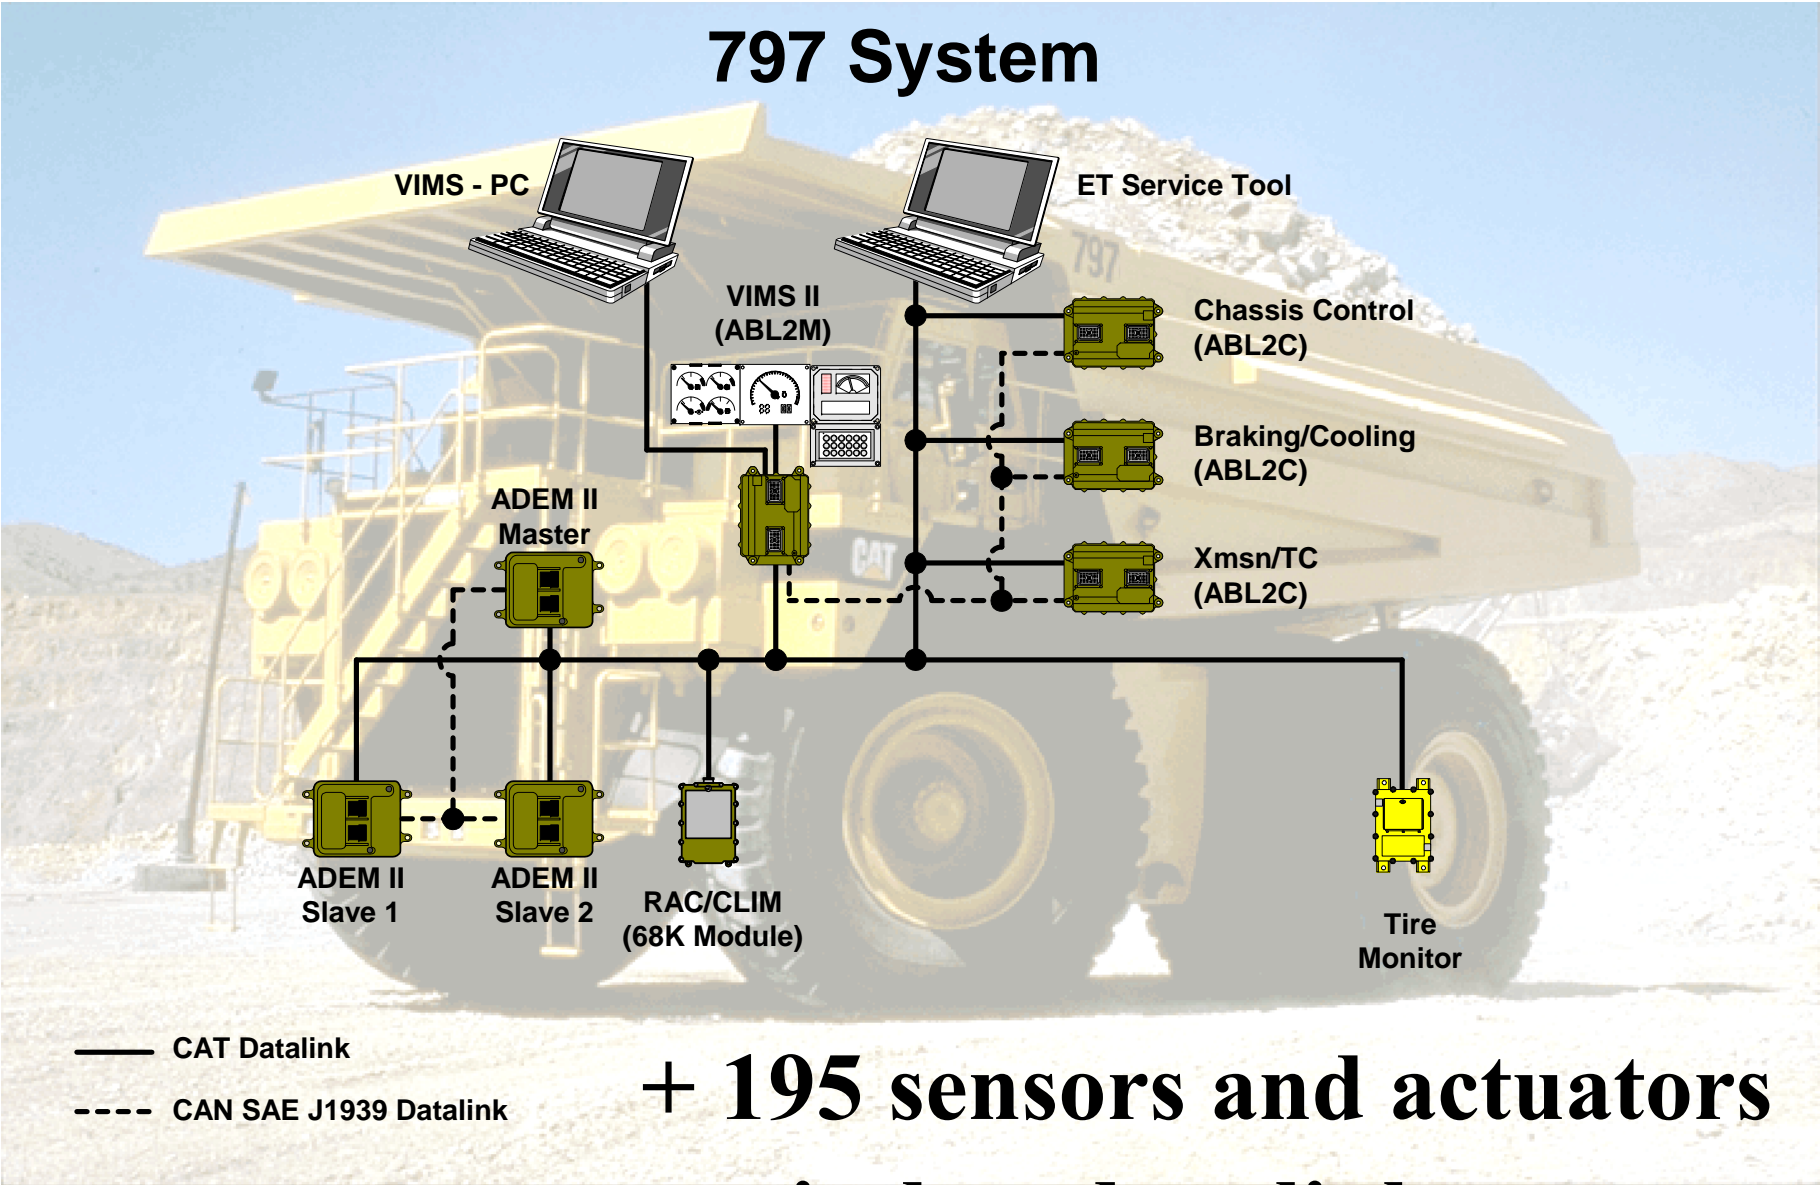 797 System
VIMS - PC
ET Service Tool
797
VIMS II
(ABL2M)
Chassis Control
(ABL2C)
Braking/Cooling
(ABL2C)
ADEM II
Master
CAT
Xmsn/TC
(ABL2C)
ADEM II
Slave 1
ADEM II
Slave 2
RAC/CLIM
(68K Module)
Tire
Monitor
CAT Datalink
CAN SAE J1939 Datalink
+ 195 sensors and actuators